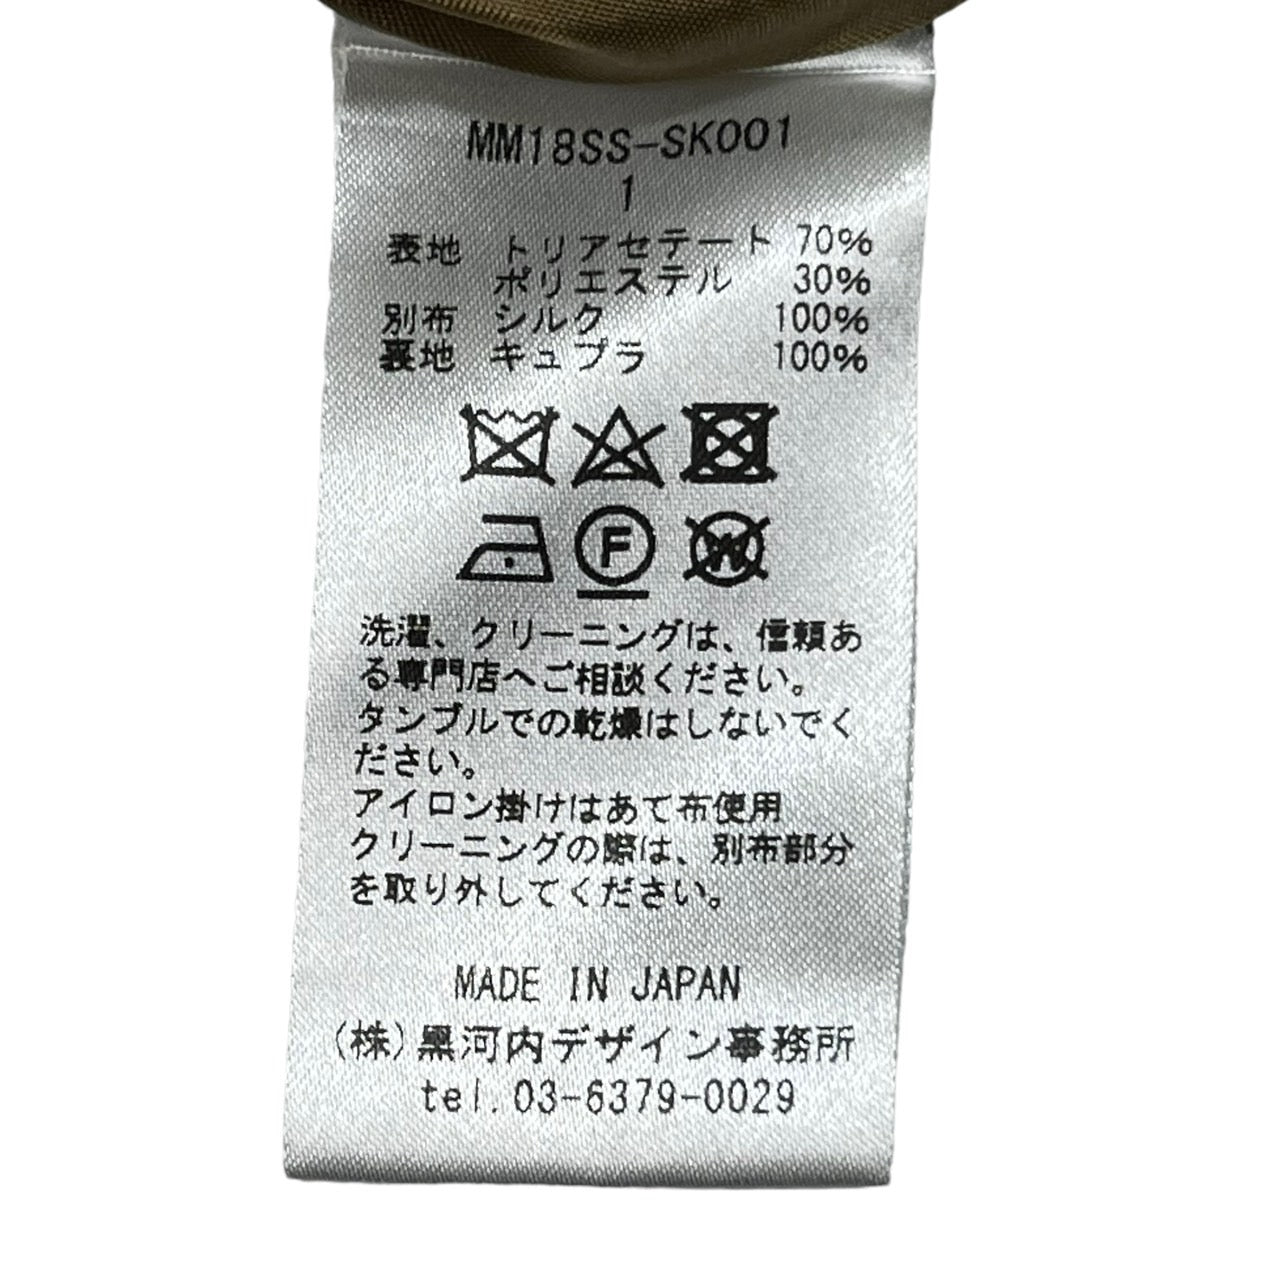 MM18SS-SK001
1
表地 トリアセテート 70%
ポリエステル 30%
別布 シルク 100%
裏地 キュプラ 100%
F
W
洗濯、クリーニングは、信頼あ
る専門店へご相談ください。
タンブルでの乾燥はしないでく
ださい。
アイロン掛けはあて布使用
クリーニングの際は、別布部分
を取り外してください。
MADE IN JAPAN
(株)黒河内デザイン事務所
tel.03-6379-0029